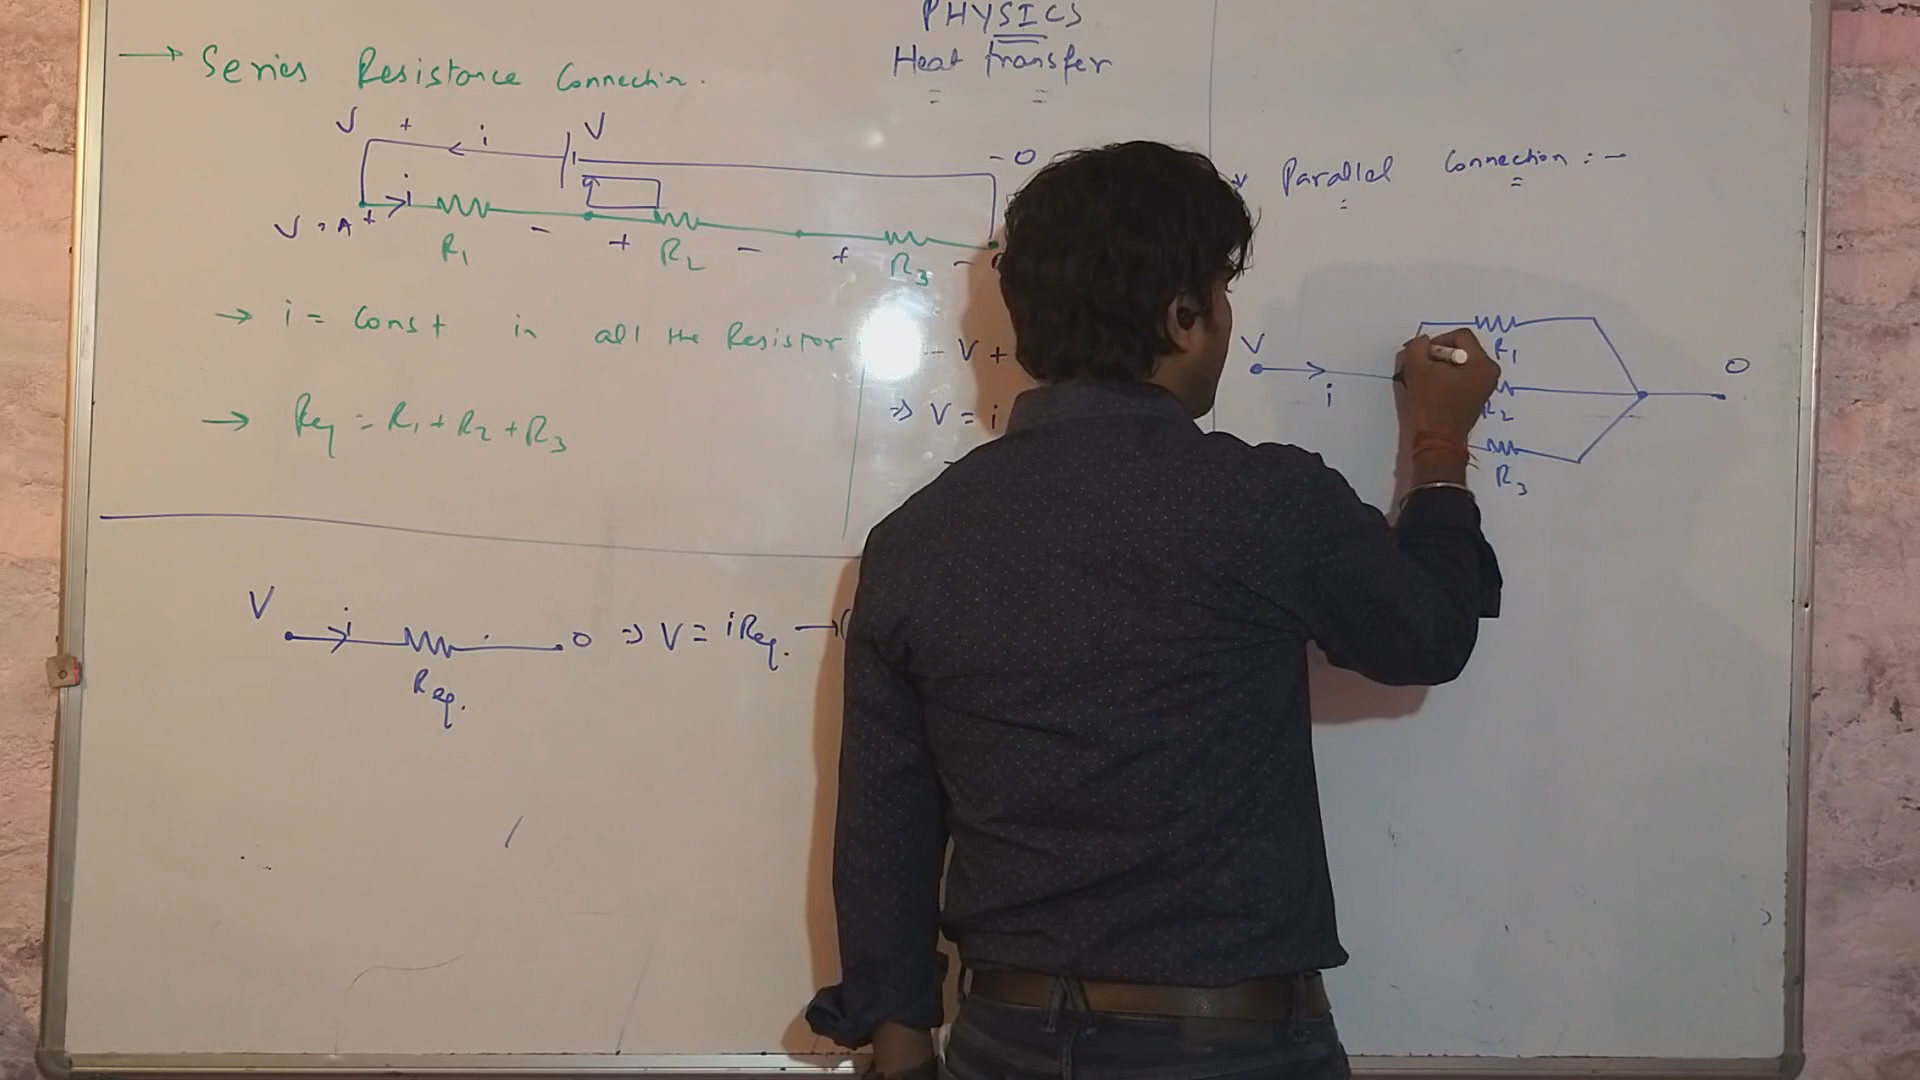 PHYSICS
Heat transfer
→ Series Resistance Connection.
V + i V - 0
V = A + i - + - + -
R1 R2 R3
→ i = Const in all the Resistor
→ Req = R1 + R2 + R3
- V +
⇒ V = i
V i 0 ⇒ V = iReq. →(
Req.
Parallel Connection :-
V i 0
R1
R2
R3